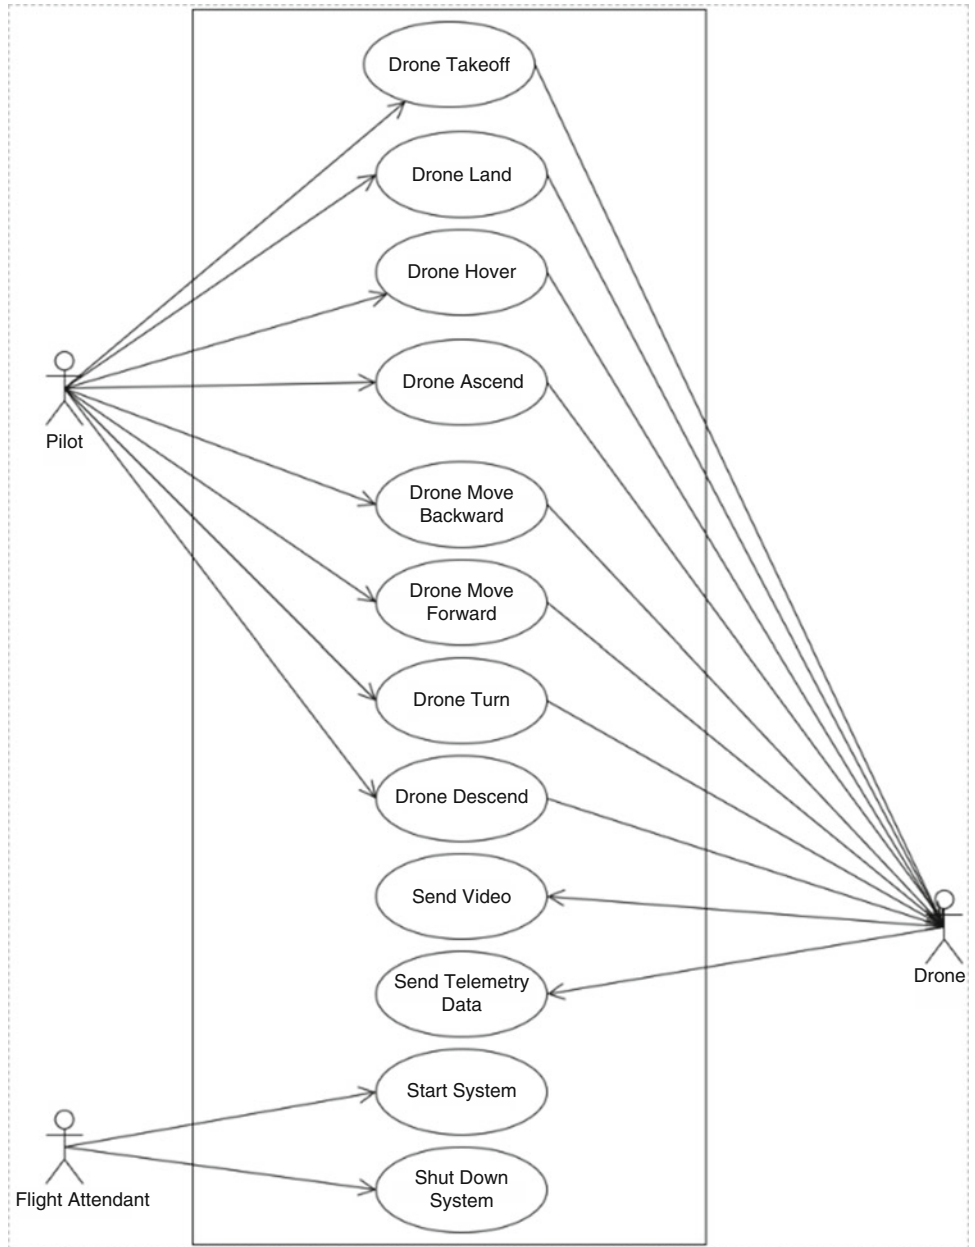 Drone Takeoff
Drone Land
Drone Hover
Drone Ascend
Pilot
Drone Move
Backward
Drone Move
Forward
Drone Turn
Drone Descend
Send Video
Drone
Send Telemetry
Data
Start System
Flight Attendant
Shut Down
System